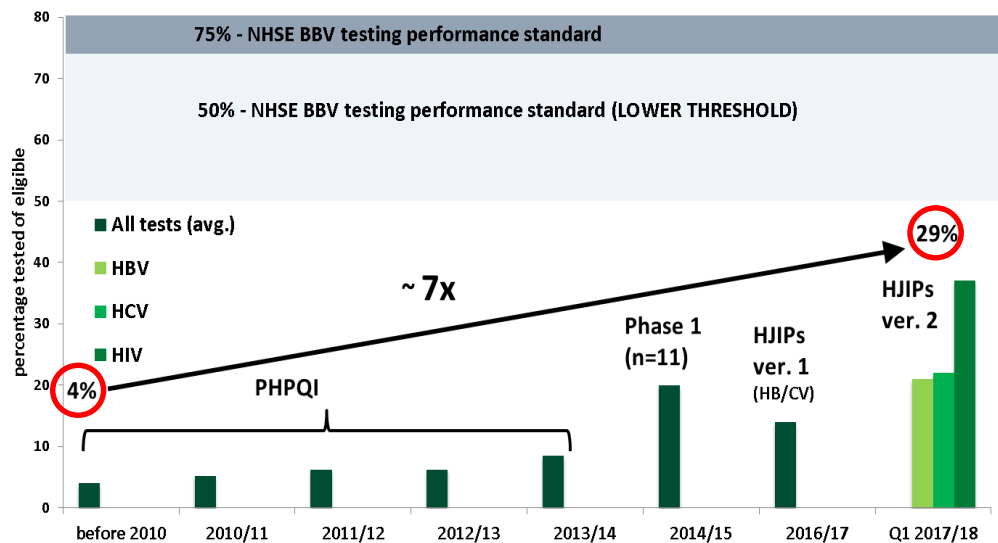 percentage tested of eligible
80
70
60
50
40
30
20
10
0
75% - NHSE BBV testing performance standard
50% - NHSE BBV testing performance standard (LOWER THRESHOLD)
All tests (avg.)
HBV
HCV
HIV
4%
~ 7x
29%
PHPQI
Phase 1
(n=11)
HJIPs
ver. 1
(HB/CV)
HJIPs
ver. 2
before 2010
2010/11
2011/12
2012/13
2013/14
2014/15
2016/17
Q1 2017/18